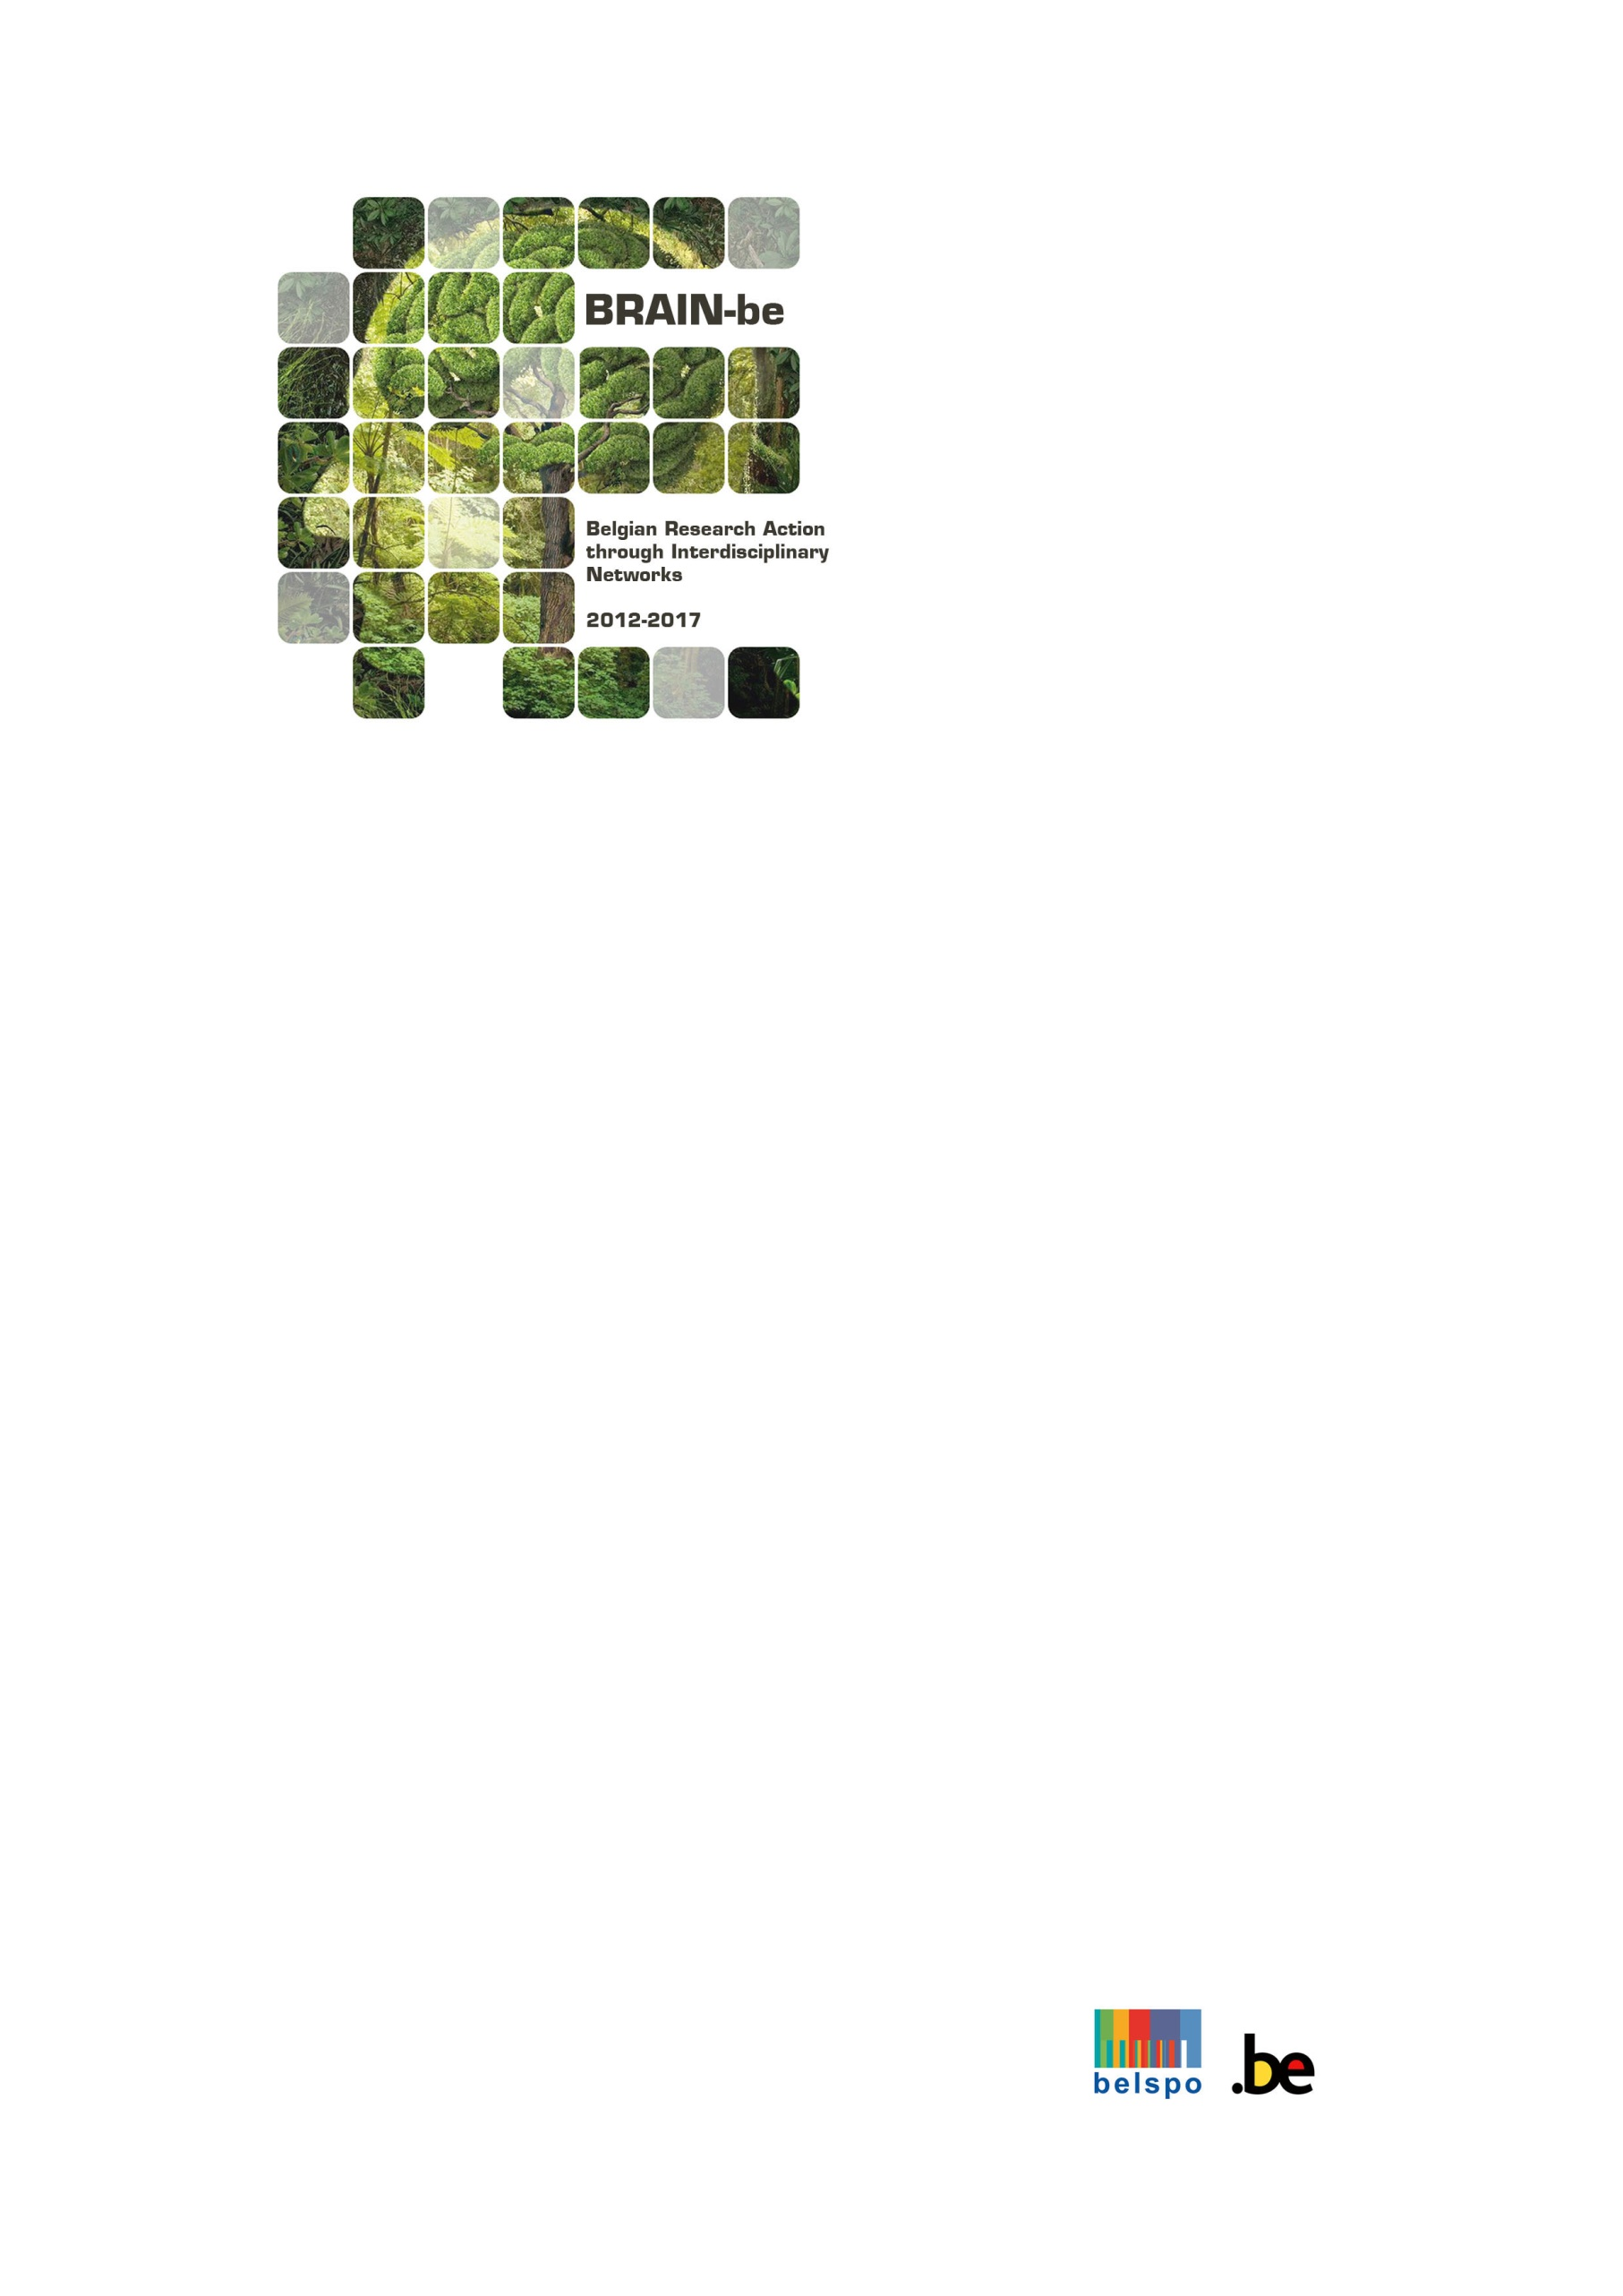 BRAIN-be
Belgian Research Action
through Interdisciplinary
Networks
2012-2017
belspo
.be